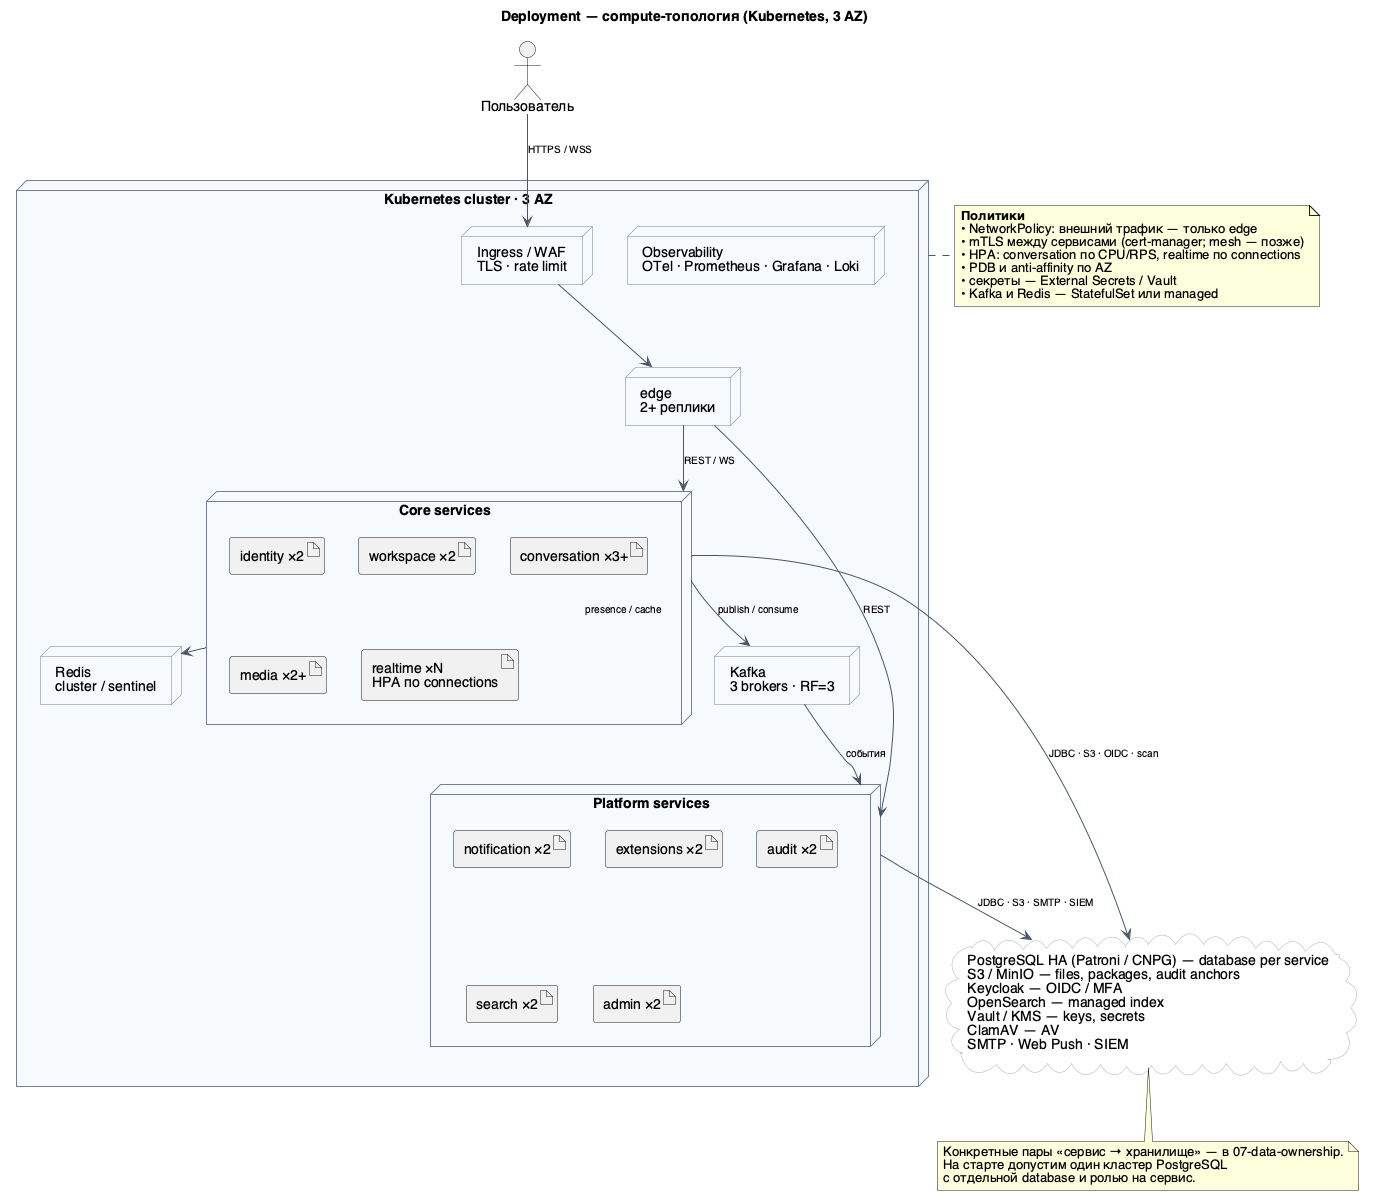 Deployment — compute-топология (Kubernetes, 3 AZ)
Пользователь
HTTPS / WSS
Kubernetes cluster · 3 AZ
Ingress / WAF
TLS · rate limit
Observability
OTel · Prometheus · Grafana · Loki
Политики
• NetworkPolicy: внешний трафик — только edge
• mTLS между сервисами (cert-manager; mesh — позже)
• HPA: conversation по CPU/RPS, realtime по connections
• PDB и anti-affinity по AZ
• секреты — External Secrets / Vault
• Kafka и Redis — StatefulSet или managed
edge
2+ реплики
REST / WS
Core services
identity ×2
workspace ×2
conversation ×3+
presence / cache
publish / consume
REST
Redis
cluster / sentinel
media ×2+
realtime ×N
HPA по connections
Kafka
3 brokers · RF=3
события
JDBC · S3 · OIDC · scan
Platform services
notification ×2
extensions ×2
audit ×2
JDBC · S3 · SMTP · SIEM
search ×2
admin ×2
PostgreSQL HA (Patroni / CNPG) — database per service
S3 / MinIO — files, packages, audit anchors
Keycloak — OIDC / MFA
OpenSearch — managed index
Vault / KMS — keys, secrets
ClamAV — AV
SMTP · Web Push · SIEM
Конкретные пары «сервис → хранилище» — в 07-data-ownership.
На старте допустим один кластер PostgreSQL
с отдельной database и ролью на сервис.